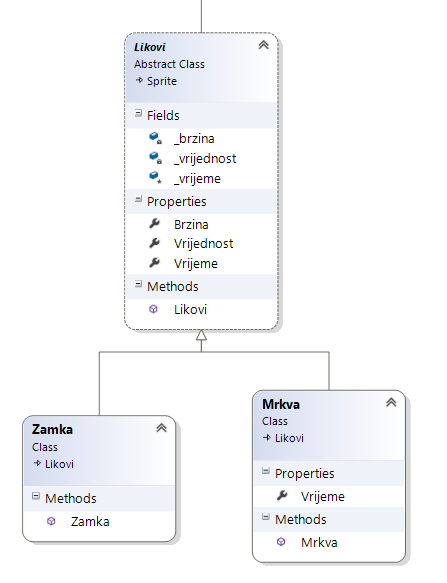 Likovi
Abstract Class
Sprite
Fields
_brzina
_vrijednost
_vrijeme
Properties
Brzina
Vrijednost
Vrijeme
Methods
Likovi
Zamka
Class
Likovi
Methods
Zamka
Mrkva
Class
Likovi
Properties
Vrijeme
Methods
Mrkva